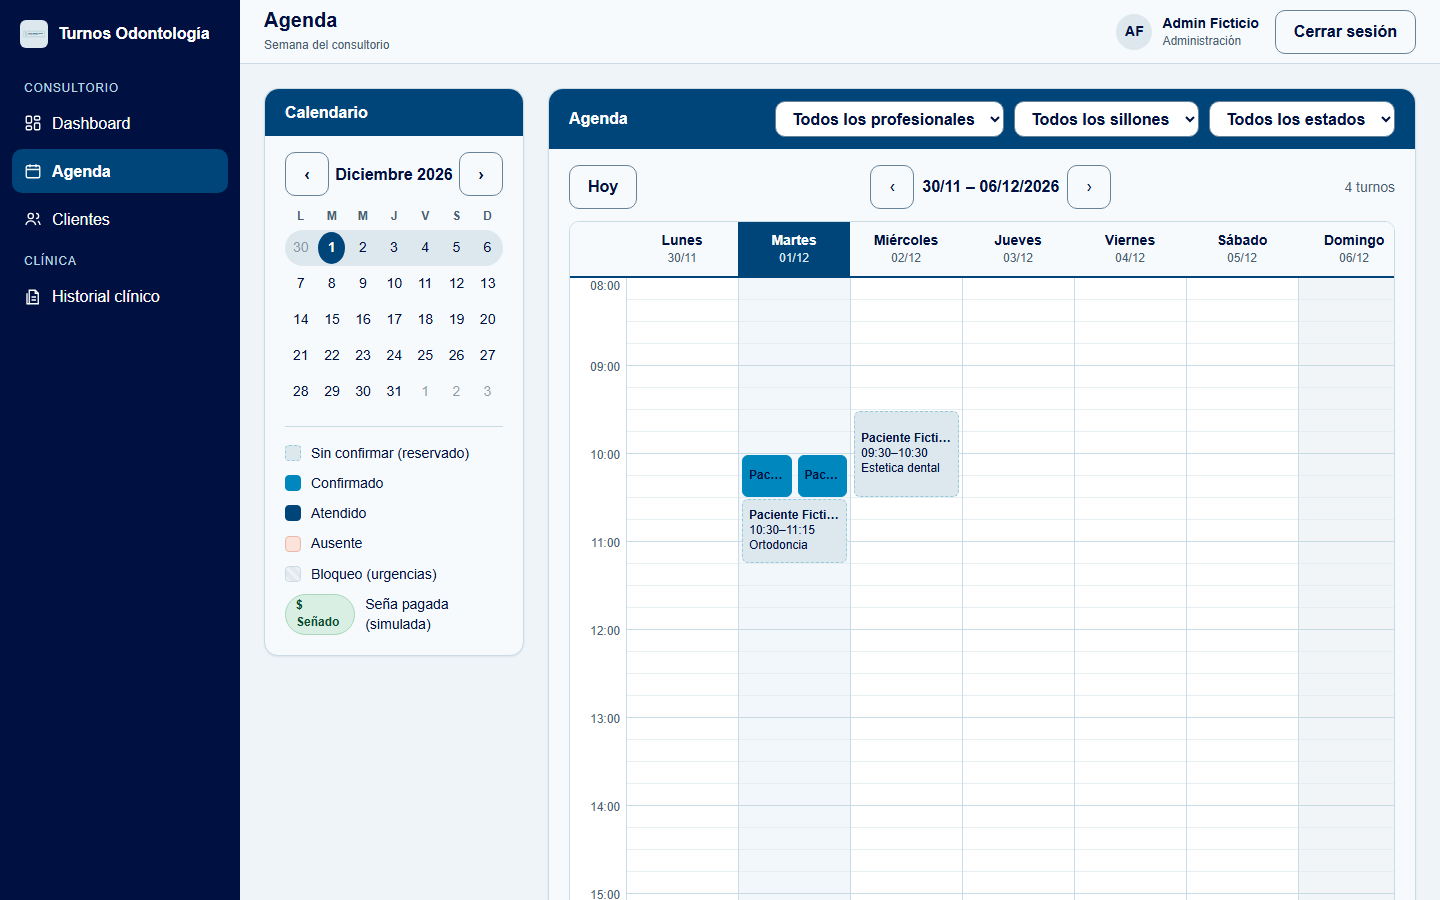 Turnos Odontología
CONSULTORIO
Dashboard
Agenda
Clientes
CLÍNICA
Historial clínico
Agenda
Semana del consultorio
AF
Admin Ficticio
Administración
Cerrar sesión
Calendario
‹ Diciembre 2026 ›
L M M J V S D
30 1 2 3 4 5 6
7 8 9 10 11 12 13
14 15 16 17 18 19 20
21 22 23 24 25 26 27
28 29 30 31 1 2 3
Sin confirmar (reservado)
Confirmado
Atendido
Ausente
Bloqueo (urgencias)
$
Señado
Seña pagada
(simulada)
Agenda
Todos los profesionales
Todos los sillones
Todos los estados
Hoy
‹ 30/11 – 06/12/2026 ›
4 turnos
Lunes
30/11
Martes
01/12
Miércoles
02/12
Jueves
03/12
Viernes
04/12
Sábado
05/12
Domingo
06/12
08:00
09:00
10:00
11:00
12:00
13:00
14:00
15:00
Pac...
Pac...
Paciente Ficti...
10:30–11:15
Ortodoncia
Paciente Ficti...
09:30–10:30
Estetica dental